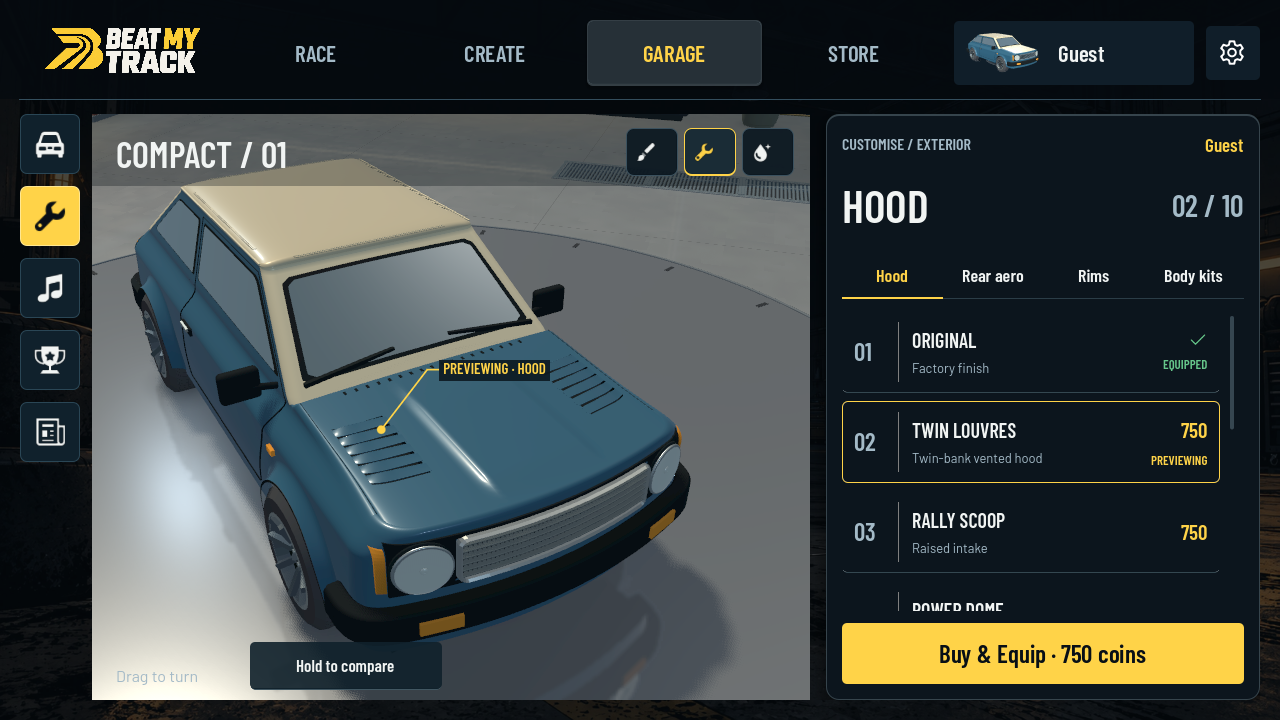 BEAT MY
TRACK
RACE
CREATE
GARAGE
STORE
Guest
COMPACT / 01
PREVIEWING · HOOD
Drag to turn
Hold to compare
CUSTOMISE / EXTERIOR
Guest
HOOD
02 / 10
Hood
Rear aero
Rims
Body kits
01
ORIGINAL
Factory finish
EQUIPPED
02
TWIN LOUVRES
Twin-bank vented hood
750
PREVIEWING
03
RALLY SCOOP
Raised intake
750
POWER DOME
Buy & Equip · 750 coins